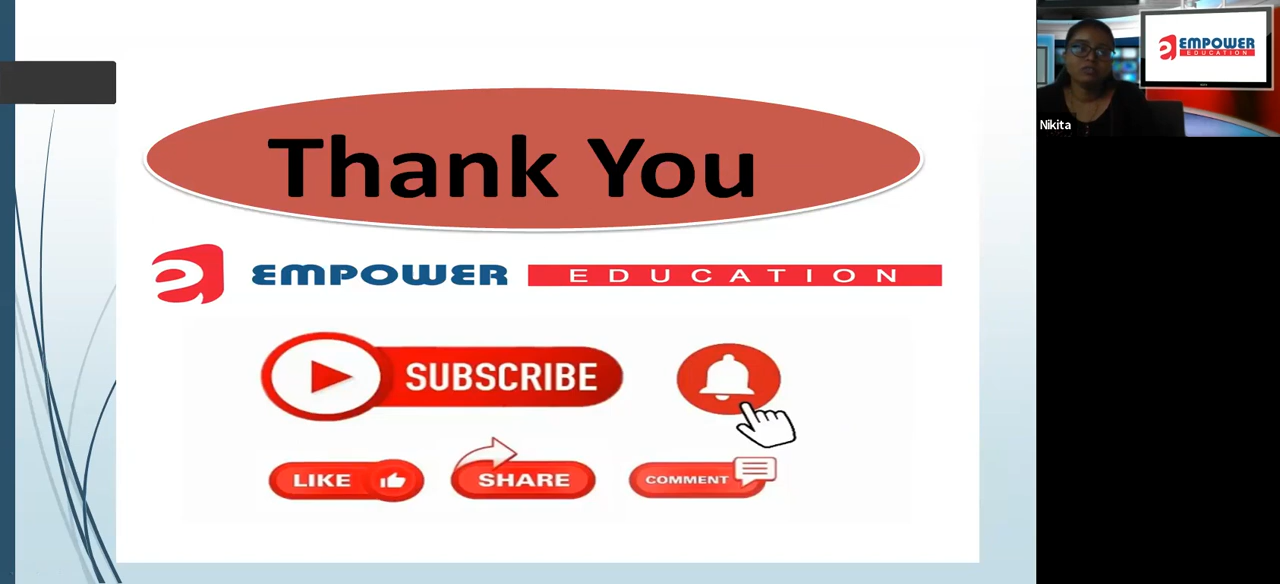 Thank You
EMPOWER EDUCATION
SUBSCRIBE
LIKE SHARE COMMENT
EMPOWER
EDUCATION
Nikita